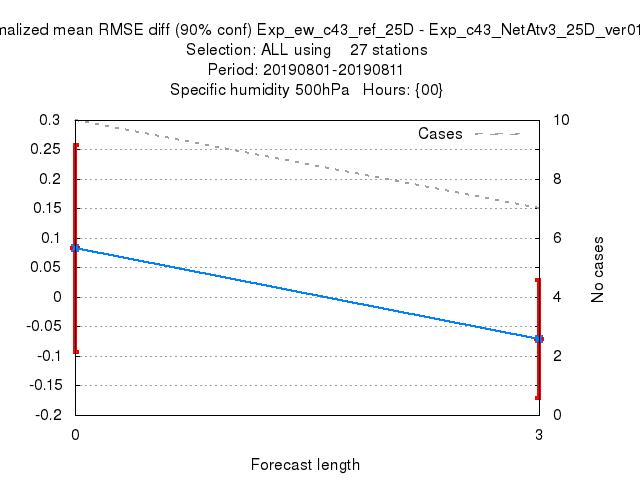 malized mean RMSE diff (90% conf) Exp_ew_c43_ref_25D - Exp_c43_NetAtv3_25D_ver01
Selection: ALL using 27 stations
Period: 20190801-20190811
Specific humidity 500hPa Hours: {00}
Cases
0.3
0.25
0.2
0.15
0.1
0.05
0
-0.05
-0.1
-0.15
-0.2
10
8
6
4
2
0
No cases
0 3
Forecast length